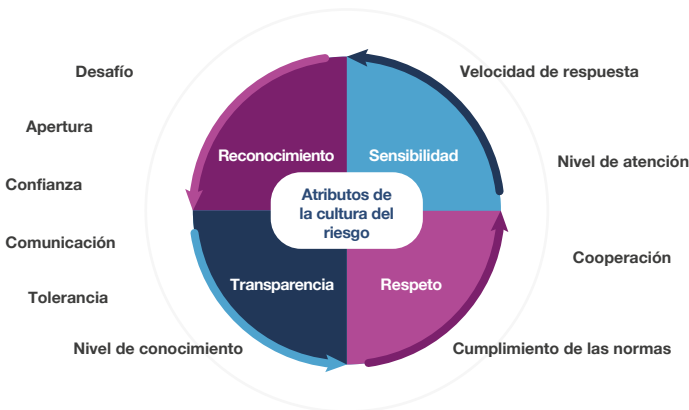 Desafío
Velocidad de respuesta
Apertura
Reconocimiento
Sensibilidad
Nivel de atención
Confianza
Atributos de
la cultura del
riesgo
Comunicación
Cooperación
Transparencia
Respeto
Tolerancia
Nivel de conocimiento
Cumplimiento de las normas